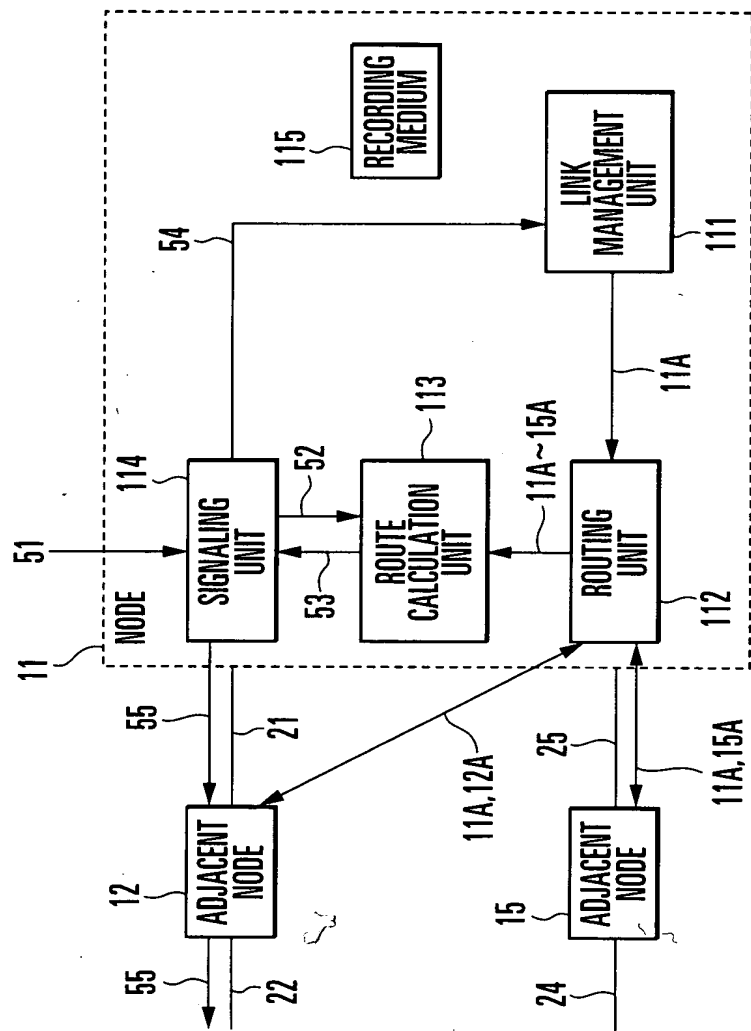 51
11
NODE
114
SIGNALING
UNIT
54
115
RECORDING
MEDIUM
55
55
12
ADJACENT
NODE
21
22
52
53
113
ROUTE
CALCULATION
UNIT
LINK
MANAGEMENT
UNIT
111
11A
11A~15A
11A,12A
ROUTING
UNIT
112
25
11A,15A
15
ADJACENT
NODE
24